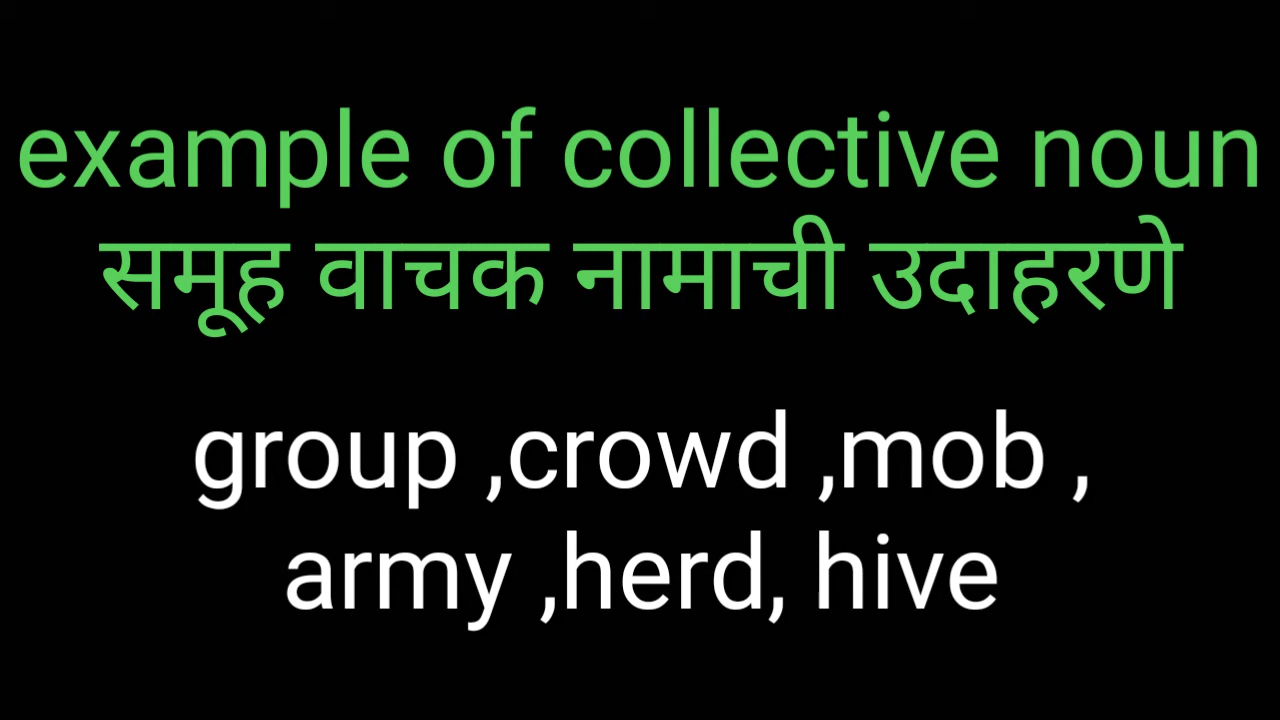 example of collective noun
समूह वाचक नामाची उदाहरणे
group ,crowd ,mob ,
army ,herd, hive